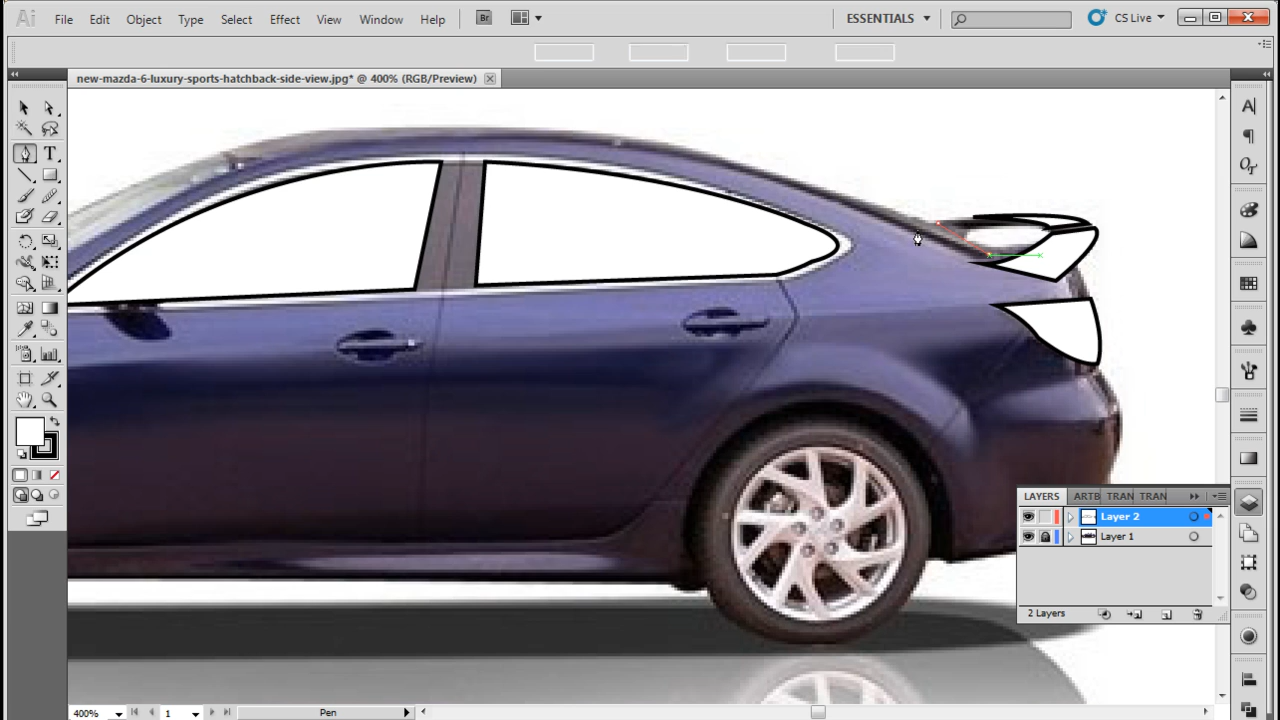 Ai File Edit Object Type Select Effect View Window Help Br ESSENTIALS CS Live
new-mazda-6-luxury-sports-hatchback-side-view.jpg* @ 400% (RGB/Preview)
LAYERS ARTB TRAN TRAN
Layer 2
Layer 1
2 Layers
400% 1 Pen